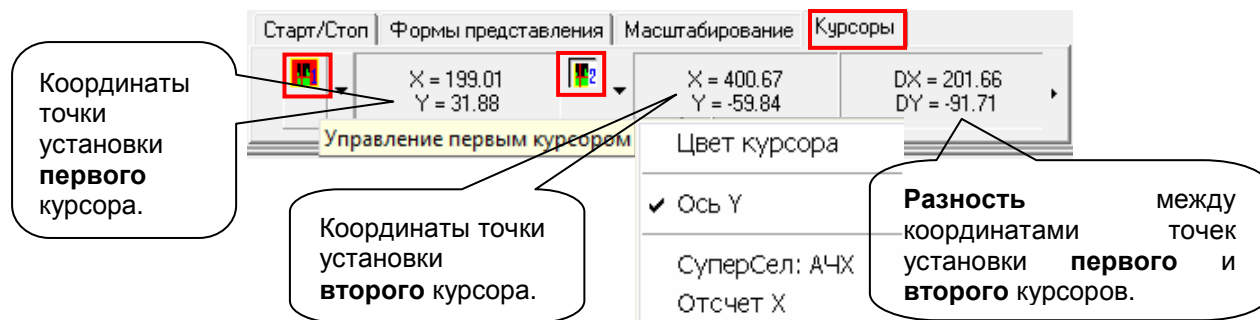 Старт/Стоп Формы представления Масштабирование Курсоры
1 X = 199.01 2 X = 400.67 DX = 201.66
Y = 31.88 Y = -59.84 DY = -91.71
Управление первым курсором
Координаты
точки
установки
первого
курсора.
Координаты точки
установки
второго курсора.
Цвет курсора
✓ Ось Y
СуперСел: АЧХ
Отсчет X
Разность между
координатами точек
установки первого и
второго курсоров.